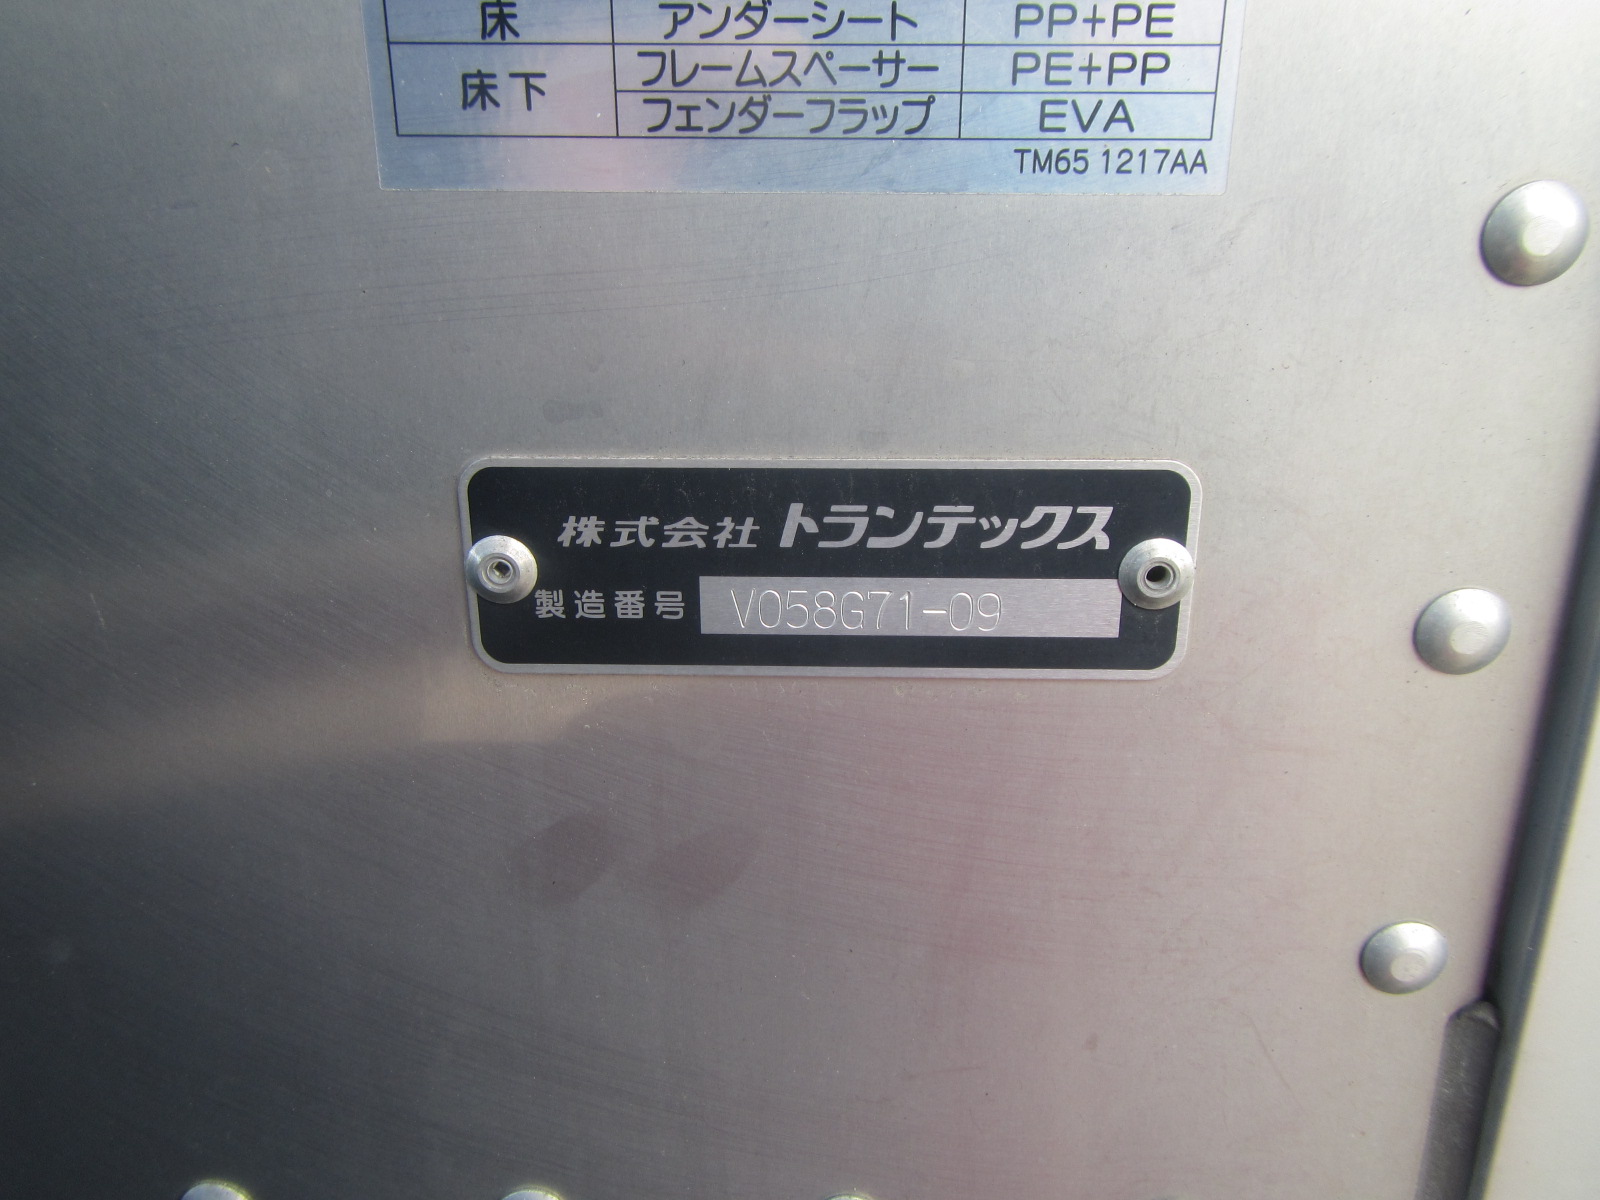 床 アンダーシート PP+PE
床下 フレームスペーサー PE+PP
フェンダーフラップ EVA
TM65 1217AA
株式会社 トランテックス
製造番号 V058G71-09